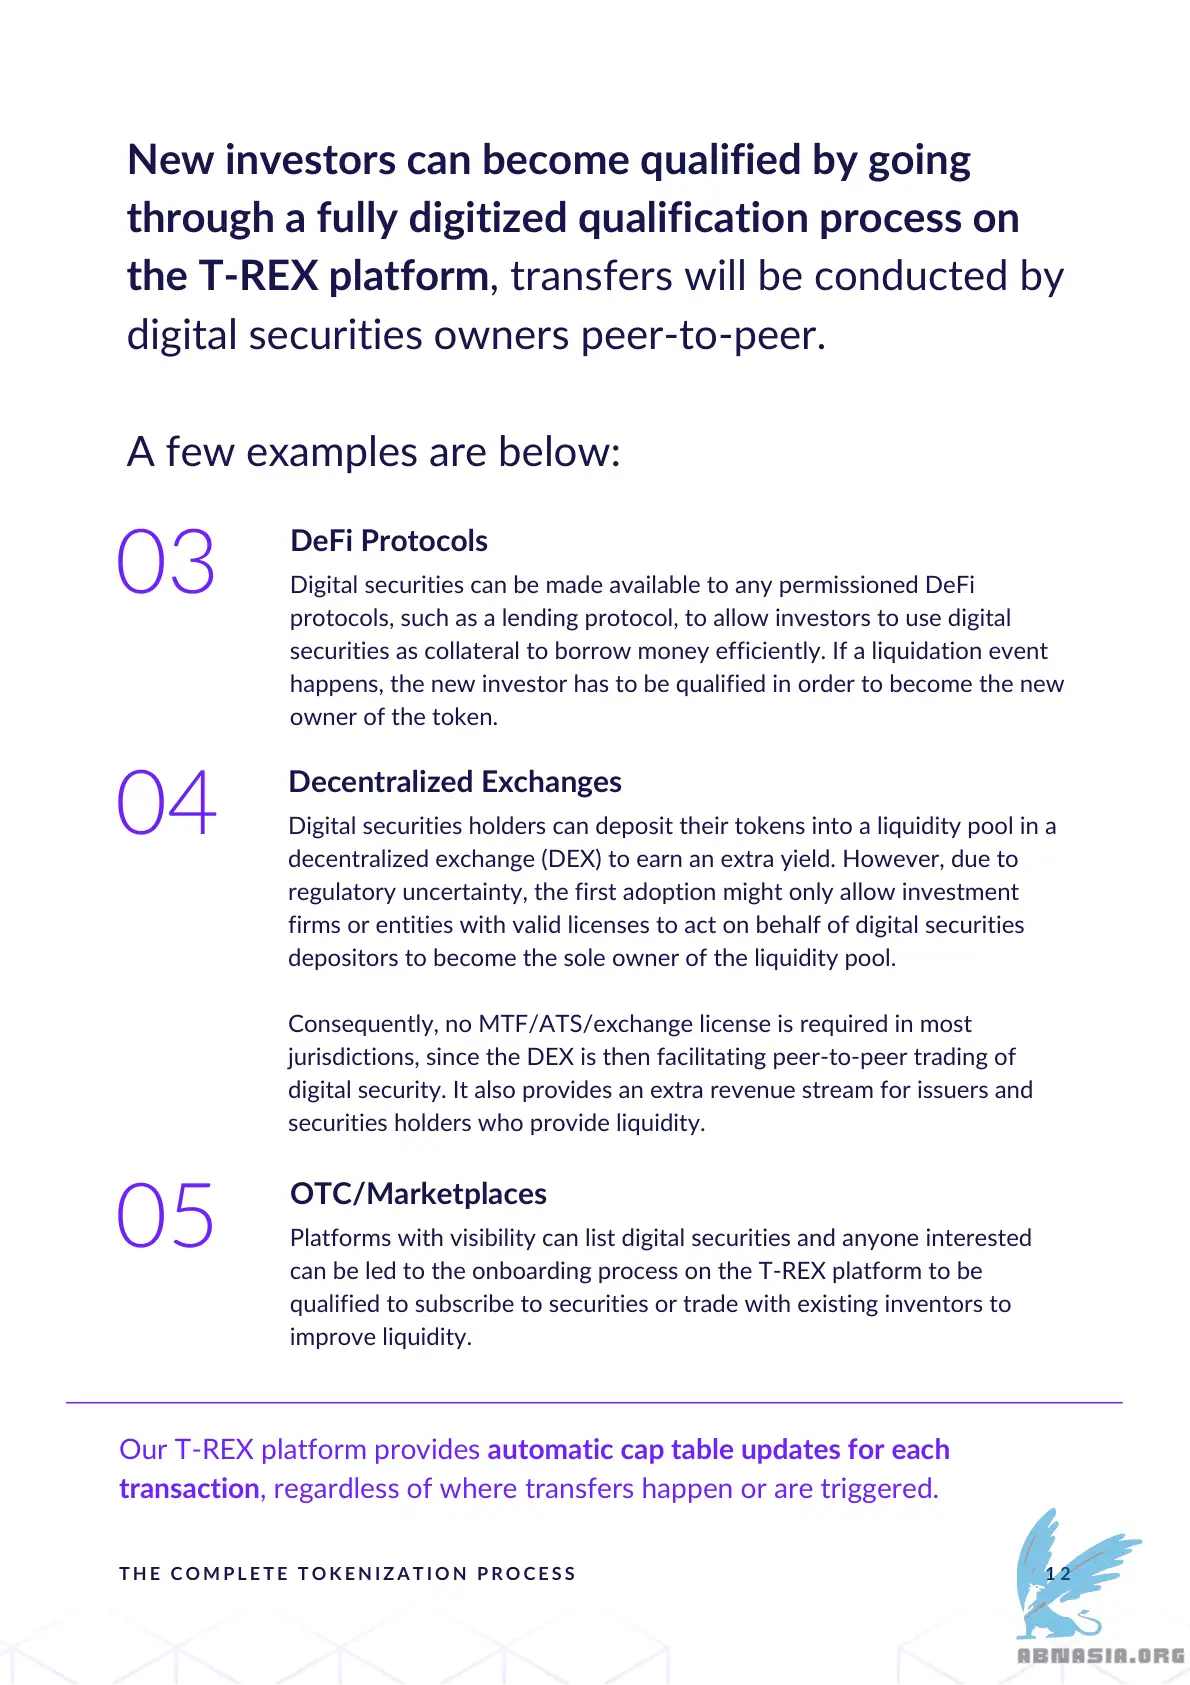 New investors can become qualified by going
through a fully digitized qualification process on
the T-REX platform, transfers will be conducted by
digital securities owners peer-to-peer.
A few examples are below:
03
DeFi Protocols
Digital securities can be made available to any permissioned DeFi
protocols, such as a lending protocol, to allow investors to use digital
securities as collateral to borrow money efficiently. If a liquidation event
happens, the new investor has to be qualified in order to become the new
owner of the token.
04
Decentralized Exchanges
Digital securities holders can deposit their tokens into a liquidity pool in a
decentralized exchange (DEX) to earn an extra yield. However, due to
regulatory uncertainty, the first adoption might only allow investment
firms or entities with valid licenses to act on behalf of digital securities
depositors to become the sole owner of the liquidity pool.
Consequently, no MTF/ATS/exchange license is required in most
jurisdictions, since the DEX is then facilitating peer-to-peer trading of
digital security. It also provides an extra revenue stream for issuers and
securities holders who provide liquidity.
05
OTC/Marketplaces
Platforms with visibility can list digital securities and anyone interested
can be led to the onboarding process on the T-REX platform to be
qualified to subscribe to securities or trade with existing inventors to
improve liquidity.
Our T-REX platform provides automatic cap table updates for each
transaction, regardless of where transfers happen or are triggered.
THE COMPLETE TOKENIZATION PROCESS
12
ABNASIA.ORG